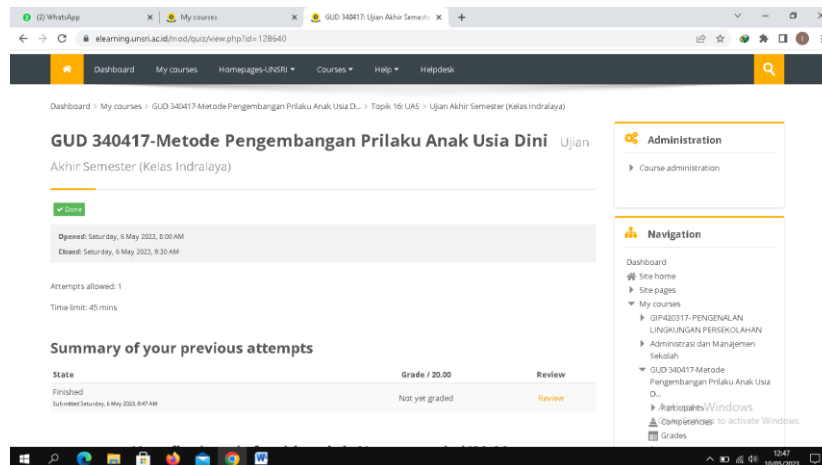 (2) WhatsApp
My courses
GUD 340417: Ujian Akhir Semeste
elearning.unsri.ac.id/mod/quiz/view.php?id=128640
Dashboard My courses Homepages-UNSRI Courses Help Helpdesk
Dashboard > My courses > GUD 340417-Metode Pengembangan Prilaku Anak Usia D... > Topik 16: UAS > Ujian Akhir Semester (Kelas Indralaya)
GUD 340417-Metode Pengembangan Prilaku Anak Usia Dini Ujian
Akhir Semester (Kelas Indralaya)
Done
Opened: Saturday, 6 May 2023, 8:00 AM
Closed: Saturday, 6 May 2023, 9:30 AM
Attempts allowed: 1
Time limit: 45 mins
Summary of your previous attempts
State Grade / 20.00 Review
Finished
Submitted Saturday, 6 May 2023, 8:47 AM
Not yet graded Review
Administration
Course administration
Navigation
Dashboard
Site home
Site pages
My courses
GIP420317- PENGENALAN
LINGKUNGAN PERSEKOLAHAN
Administrasi dan Manajemen
Sekolah
GUD 340417-Metode
Pengembangan Prilaku Anak Usia
D...
Participants
Activate Windows
Competencies
to activate Windows.
Grades
12:47
10/05/2023